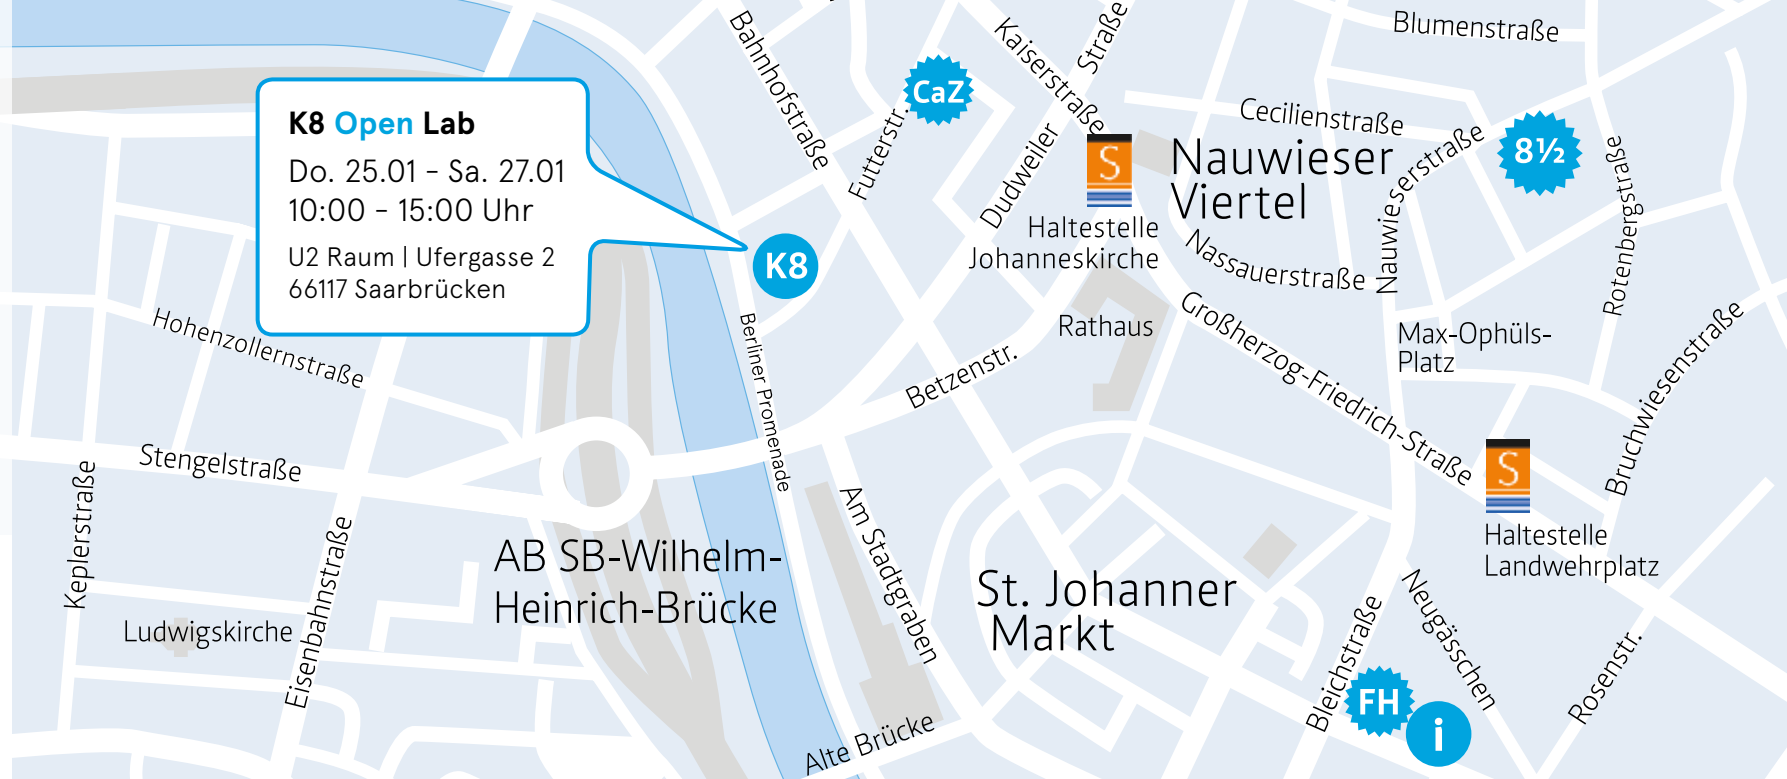 K8 Open Lab
Do. 25.01 - Sa. 27.01
10:00 - 15:00 Uhr
U2 Raum | Ufergasse 2
66117 Saarbrücken
K8
CaZ
8½
FH
i
S
Haltestelle
Johanneskirche
S
Haltestelle
Landwehrplatz
Nauwieser
Viertel
Blumenstraße
Kaiserstraße
Bahnhofstraße
Futterstr.
Dudweiler Straße
Cecilienstraße
Nauwieserstraße
Rotenbergstraße
Nassauerstraße
Rathaus
Großherzog-Friedrich-Straße
Max-Ophüls-
Platz
Bruchwiesenstraße
Betzenstr.
Berliner Promenade
Hohenzollernstraße
Stengelstraße
Keplerstraße
Eisenbahnstraße
Ludwigskirche
AB SB-Wilhelm-
Heinrich-Brücke
Am Stadtgraben
St. Johanner
Markt
Alte Brücke
Bleichstraße
Neugässchen
Rosenstr.